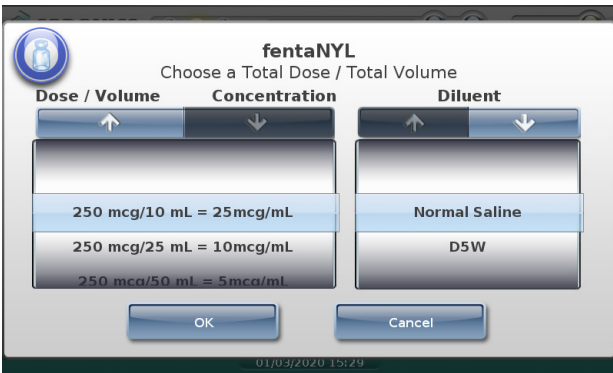 fentaNYL
Choose a Total Dose / Total Volume
Dose / Volume Concentration Diluent
250 mcg/10 mL = 25mcg/mL Normal Saline
250 mcg/25 mL = 10mcg/mL D5W
250 mcg/50 mL = 5mcg/mL
OK Cancel
01/03/2020 15:29